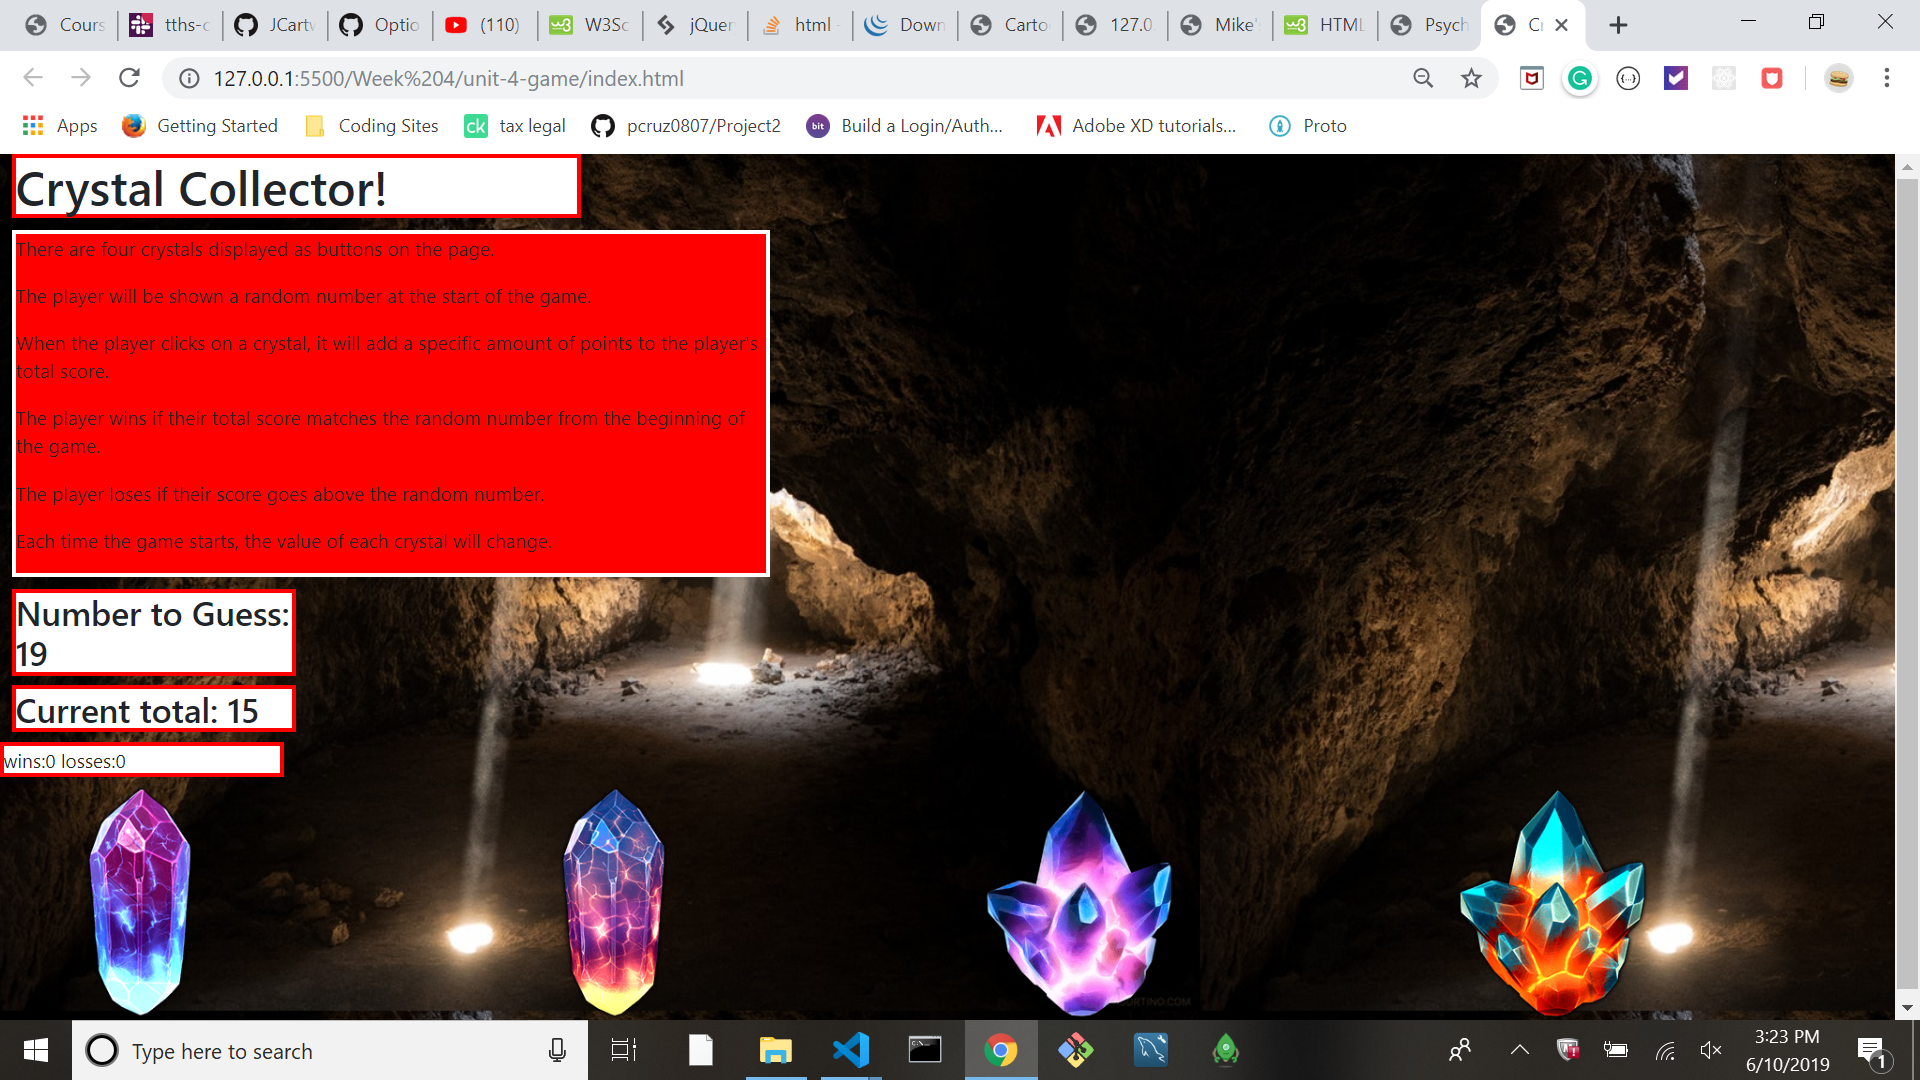 Cours
tths-c
JCartv
Optio
(110)
W3Sc
jQuer
html
Down
Carto
127.0.
Mike'
HTML
Psych
Cr
127.0.0.1:5500/Week%204/unit-4-game/index.html
Apps
Getting Started
Coding Sites
ck
tax legal
pcruz0807/Project2
bit
Build a Login/Auth...
Adobe XD tutorials...
Proto
Crystal Collector!
There are four crystals displayed as buttons on the page.
The player will be shown a random number at the start of the game.
When the player clicks on a crystal, it will add a specific amount of points to the player's
total score.
The player wins if their total score matches the random number from the beginning of
the game.
The player loses if their score goes above the random number.
Each time the game starts, the value of each crystal will change.
Number to Guess:
19
Current total: 15
wins:0 losses:0
Type here to search
3:23 PM
6/10/2019
1